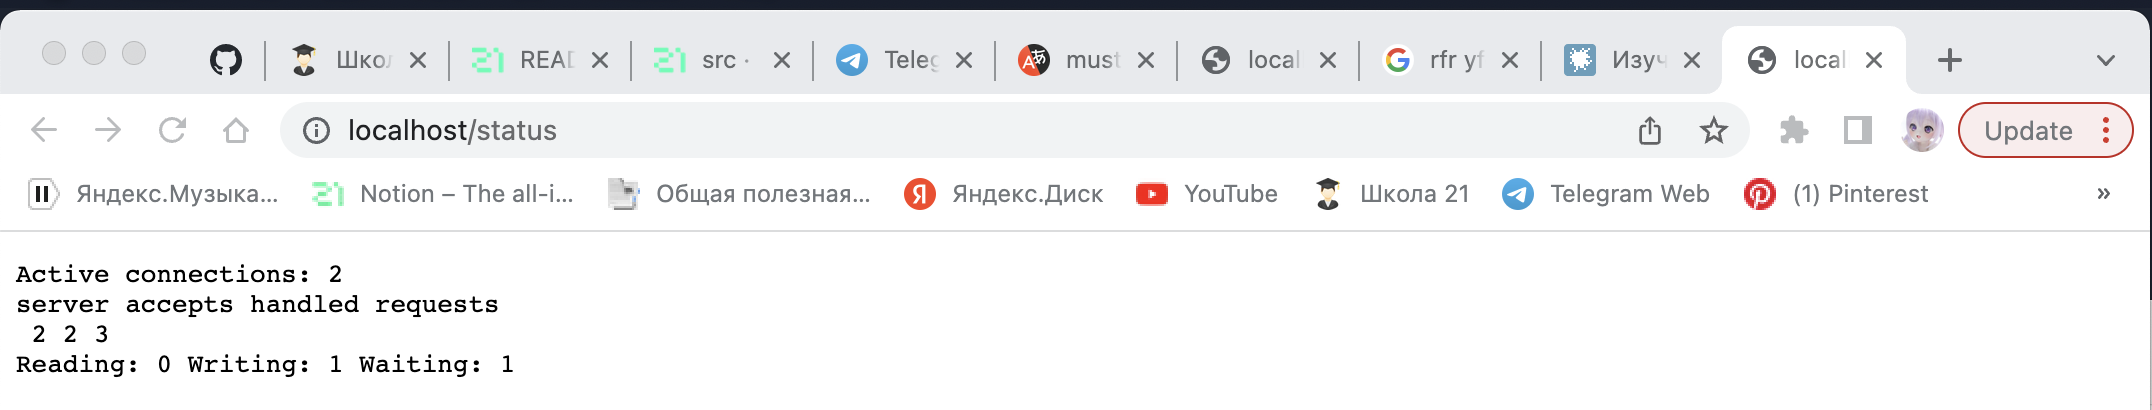 Шко REA src · Teleg must local rfr yf Изуч local
localhost/status Update
Яндекс.Музыка... Notion – The all-i... Общая полезная... Яндекс.Диск YouTube Школа 21 Telegram Web (1) Pinterest »
Active connections: 2
server accepts handled requests
2 2 3
Reading: 0 Writing: 1 Waiting: 1